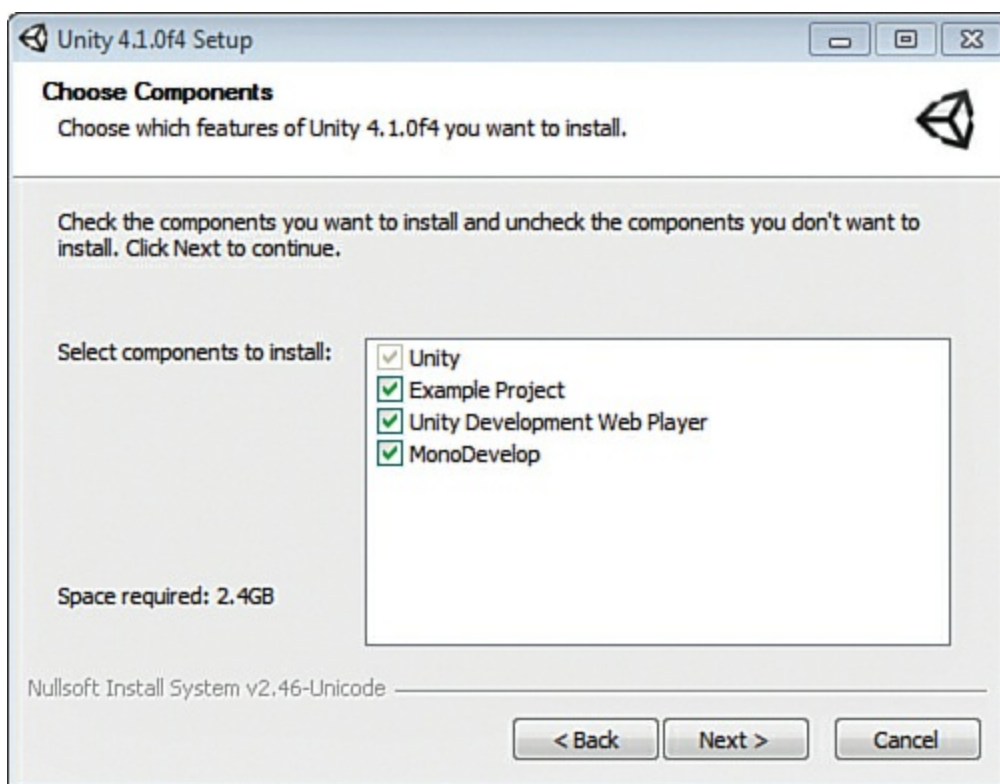 Unity 4.1.0f4 Setup
Choose Components
Choose which features of Unity 4.1.0f4 you want to install.
Check the components you want to install and uncheck the components you don't want to
install. Click Next to continue.
Select components to install:
Unity
Example Project
Unity Development Web Player
MonoDevelop
Space required: 2.4GB
Nullsoft Install System v2.46-Unicode
< Back
Next >
Cancel